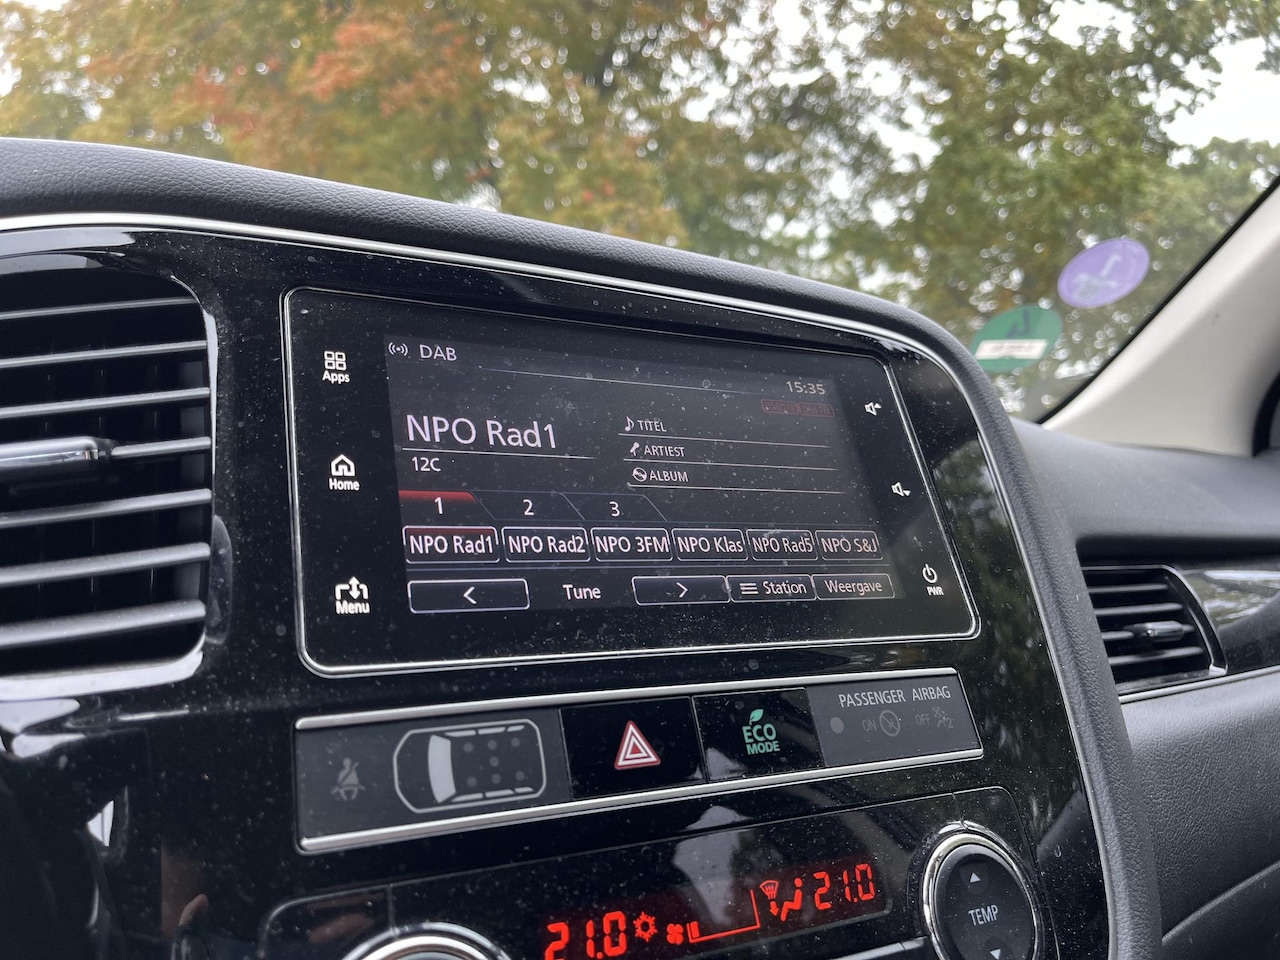 DAB
15:35
Apps
NPO Rad1
TITEL
12C
ARTIEST
ALBUM
Home
1 2 3
NPO Rad1 NPO Rad2 NPO 3FM NPO Klas NPO Rad5 NPO S&J
< Tune > Station Weergave
Menu
PWR
PASSENGER AIRBAG
ON OFF 2
ECO
MODE
21.0 21.0
TEMP